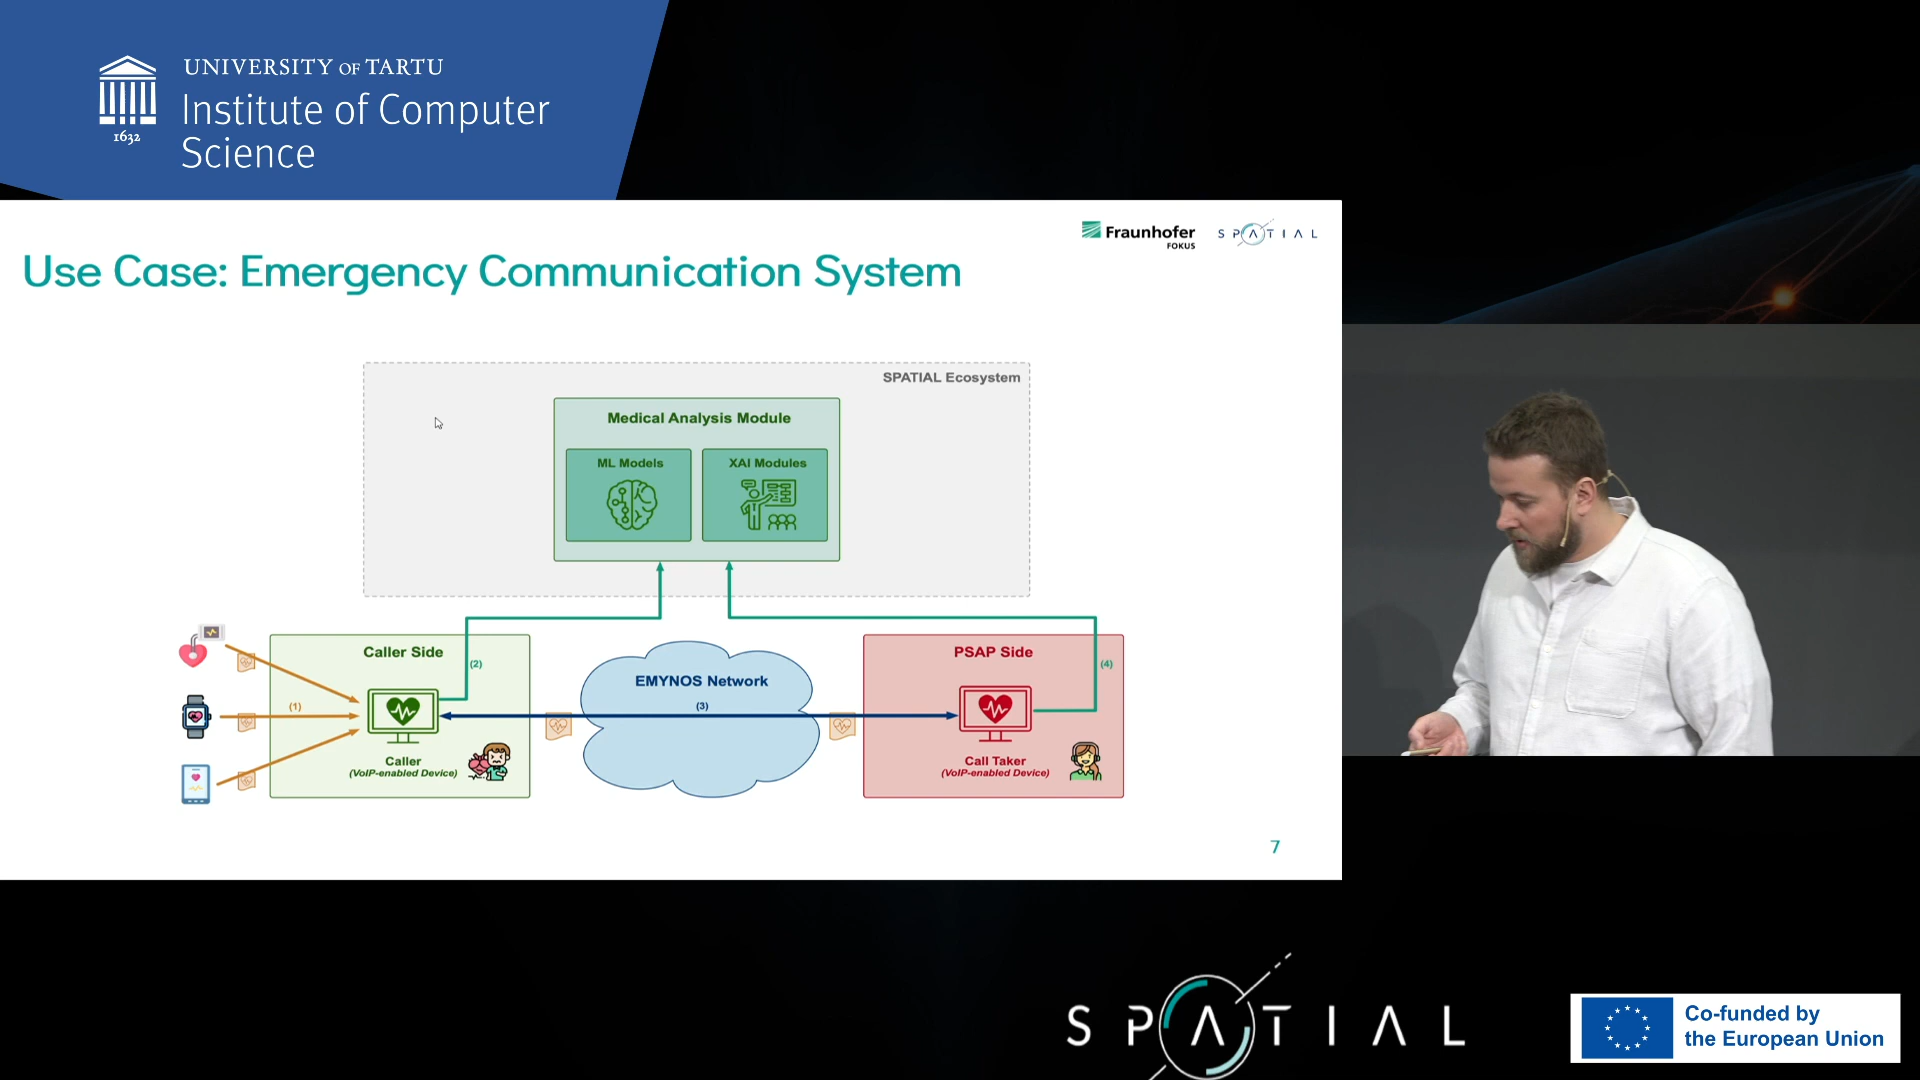 UNIVERSITY OF TARTU
Institute of Computer
Science
1632
Fraunhofer
FOKUS
SPATIAL
Use Case: Emergency Communication System
SPATIAL Ecosystem
Medical Analysis Module
ML Models
XAI Modules
Caller Side
(2)
(1)
Caller
(VoIP-enabled Device)
EMYNOS Network
(3)
PSAP Side
(4)
Call Taker
(VoIP-enabled Device)
7
SPATIAL
Co-funded by
the European Union